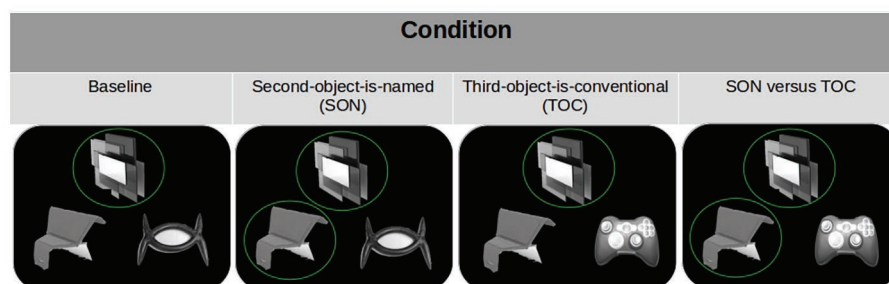 Condition
Baseline
Second-object-is-named
(SON)
Third-object-is-conventional
(TOC)
SON versus TOC